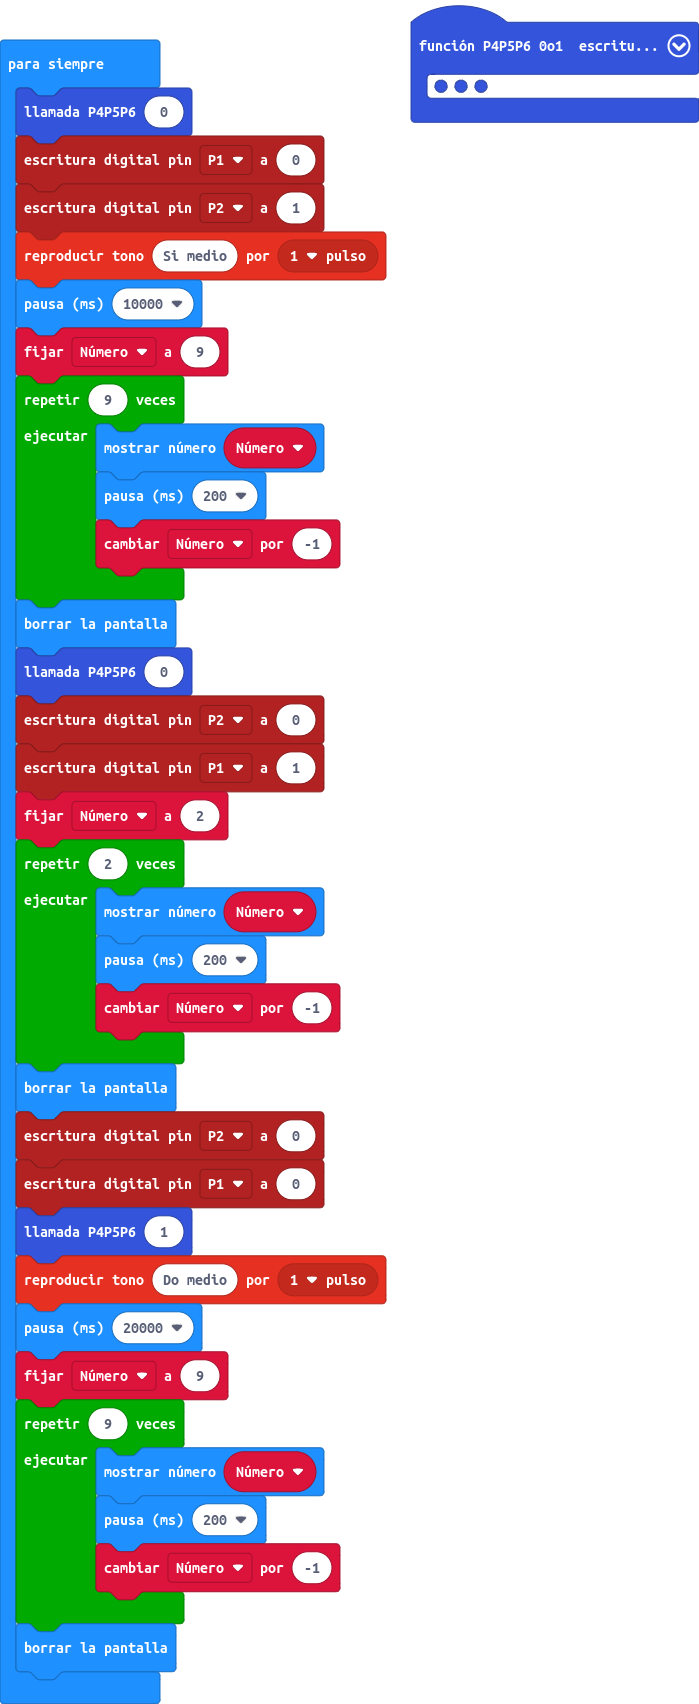 función P4P5P6 0o1 escritu...
para siempre
llamada P4P5P6 0
escritura digital pin P1 a 0
escritura digital pin P2 a 1
reproducir tono Si medio por 1 pulso
pausa (ms) 10000
fijar Número a 9
repetir 9 veces
ejecutar mostrar número Número
pausa (ms) 200
cambiar Número por -1
borrar la pantalla
llamada P4P5P6 0
escritura digital pin P2 a 0
escritura digital pin P1 a 1
fijar Número a 2
repetir 2 veces
ejecutar mostrar número Número
pausa (ms) 200
cambiar Número por -1
borrar la pantalla
escritura digital pin P2 a 0
escritura digital pin P1 a 0
llamada P4P5P6 1
reproducir tono Do medio por 1 pulso
pausa (ms) 20000
fijar Número a 9
repetir 9 veces
ejecutar mostrar número Número
pausa (ms) 200
cambiar Número por -1
borrar la pantalla